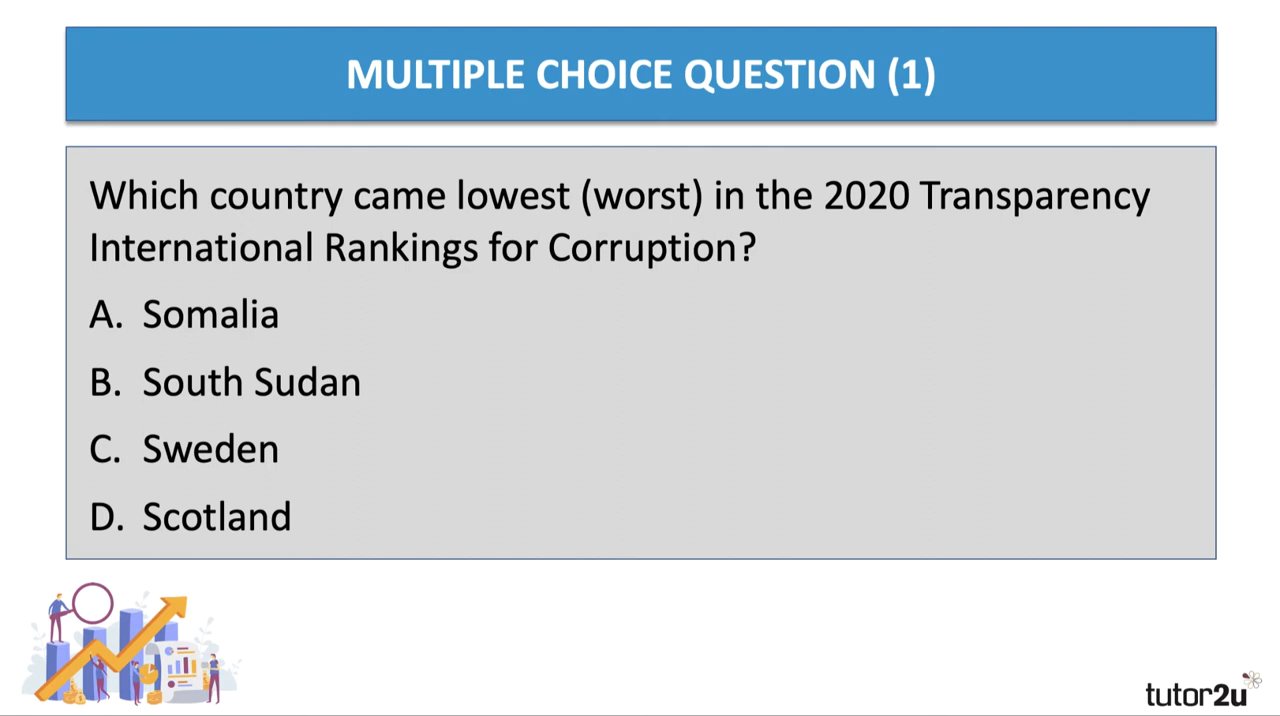 MULTIPLE CHOICE QUESTION (1)
Which country came lowest (worst) in the 2020 Transparency
International Rankings for Corruption?
A. Somalia
B. South Sudan
C. Sweden
D. Scotland
tutor2u